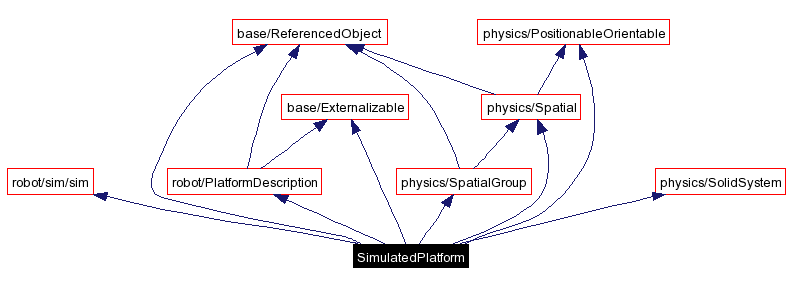 base/ReferencedObject
physics/PositionableOrientable
base/Externalizable
physics/Spatial
robot/sim/sim
robot/PlatformDescription
physics/SpatialGroup
physics/SolidSystem
SimulatedPlatform